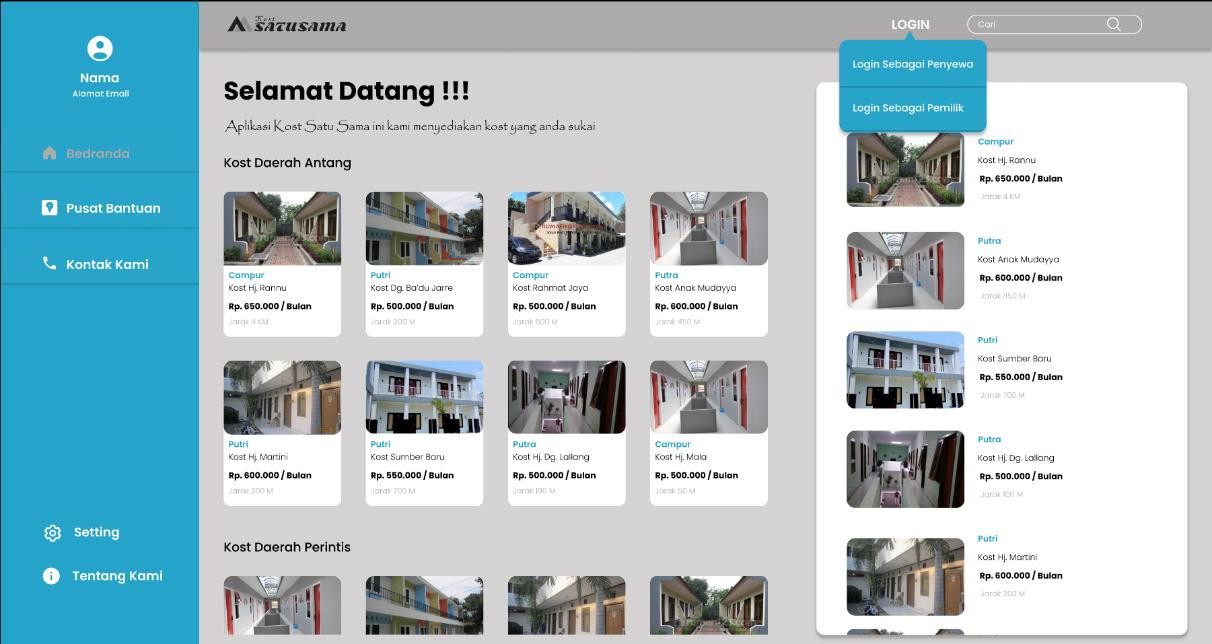 Nama
Alamat Email
Bedranda
Pusat Bantuan
Kontak Kami
Setting
Tentang Kami
Kost
SATUSAMA
LOGIN
Cari
Login Sebagai Penyewa
Login Sebagai Pemilik
Selamat Datang !!!
Aplikasi Kost Satu Sama ini kami menyediakan kost yang anda sukai
Kost Daerah Antang
Campur
Kost Hj. Rannu
Rp. 650.000 / Bulan
Jarak 4 KM
Putri
Kost Dg. Ba'du Jarre
Rp. 500.000 / Bulan
Jarak 200 M
Campur
Kost Rahmat Jaya
Rp. 500.000 / Bulan
Jarak 500 M
Putra
Kost Anak Mudayya
Rp. 600.000 / Bulan
Jarak 450 M
Putri
Kost Hj. Martini
Rp. 600.000 / Bulan
Jarak 200 M
Putri
Kost Sumber Baru
Rp. 550.000 / Bulan
Jarak 700 M
Putra
Kost Hj. Dg. Lallang
Rp. 500.000 / Bulan
Jarak 100 M
Campur
Kost Hj. Mala
Rp. 500.000 / Bulan
Jarak 50 M
Kost Daerah Perintis
Campur
Kost Hj. Rannu
Rp. 650.000 / Bulan
Jarak 4 KM
Putra
Kost Anak Mudayya
Rp. 600.000 / Bulan
Jarak 450 M
Putri
Kost Sumber Baru
Rp. 550.000 / Bulan
Jarak 700 M
Putra
Kost Hj. Dg. Lallang
Rp. 500.000 / Bulan
Jarak 100 M
Putri
Kost Hj. Martini
Rp. 600.000 / Bulan
Jarak 200 M